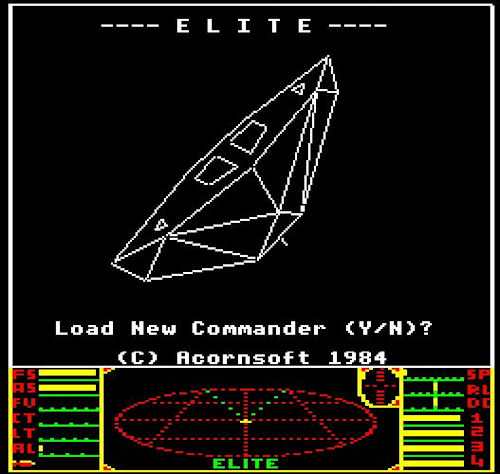 ---- E L I T E ----
Load New Commander (Y/N)?
(C) Acornsoft 1984
FS
AS
FU
CT
LT
AL
SP
RL
DC
1
2
3
4
ELITE